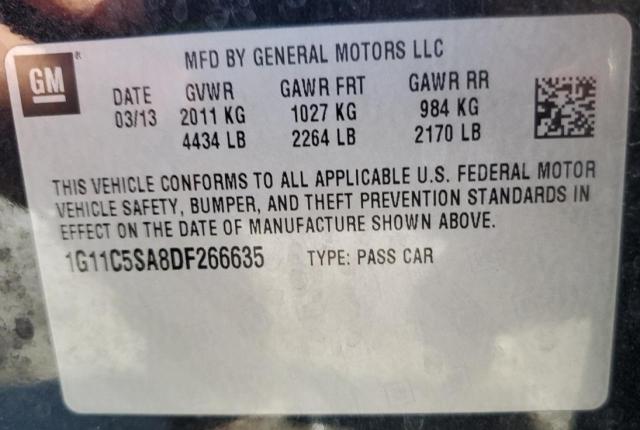 GM®
MFD BY GENERAL MOTORS LLC
DATE GVWR GAWR FRT GAWR RR
03/13 2011 KG 1027 KG 984 KG
4434 LB 2264 LB 2170 LB
THIS VEHICLE CONFORMS TO ALL APPLICABLE U.S. FEDERAL MOTOR
VEHICLE SAFETY, BUMPER, AND THEFT PREVENTION STANDARDS IN
EFFECT ON THE DATE OF MANUFACTURE SHOWN ABOVE.
1G11C5SA8DF266635 TYPE: PASS CAR